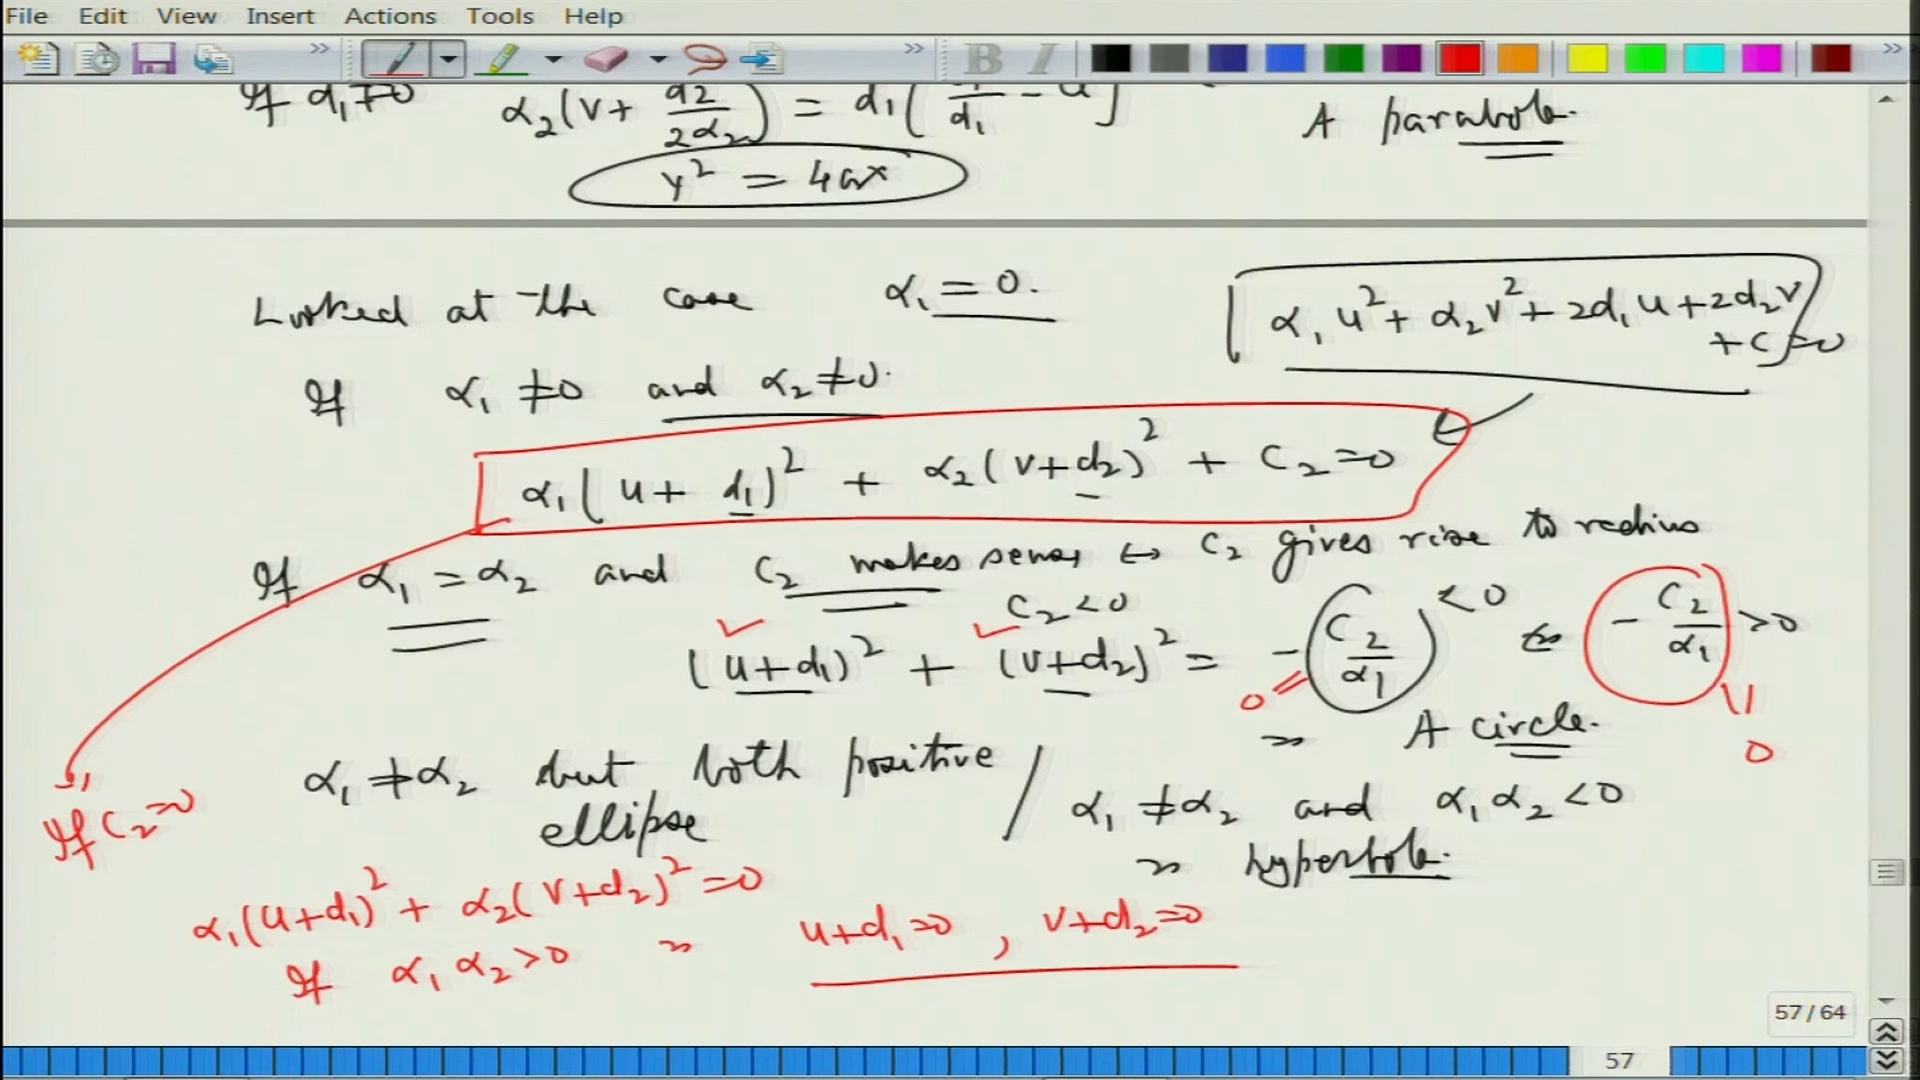 File Edit View Insert Actions Tools Help
B I
If α₁≠0 α₂(v + d2/2α₂) = d₁( /d₁ - u) A parabola.
y² = 4ax
Looked at the case α₁ = 0.
α₁u² + α₂v² + 2d₁u + 2d₂v + C = 0
If α₁ ≠ 0 and α₂ ≠ 0.
α₁(u + d₁)² + α₂(v + d₂)² + C₂ = 0
If α₁ = α₂ and C₂ makes sense ↔ C₂ gives rise to radius
C₂ < 0
(u+d₁)² + (v+d₂)² = -(C₂/α₁) < 0 ⇔ -C₂/α₁ > 0
0 = 
|| 0
⇒ A circle.
α₁ ≠ α₂ but both positive / α₁ ≠ α₂ and α₁α₂ < 0
ellipse ⇒ hyperbola.
If C₂ = 0
α₁(u+d₁)² + α₂(v+d₂)² = 0
If α₁α₂ > 0 ⇒ u+d₁=0, v+d₂=0
57 / 64
57